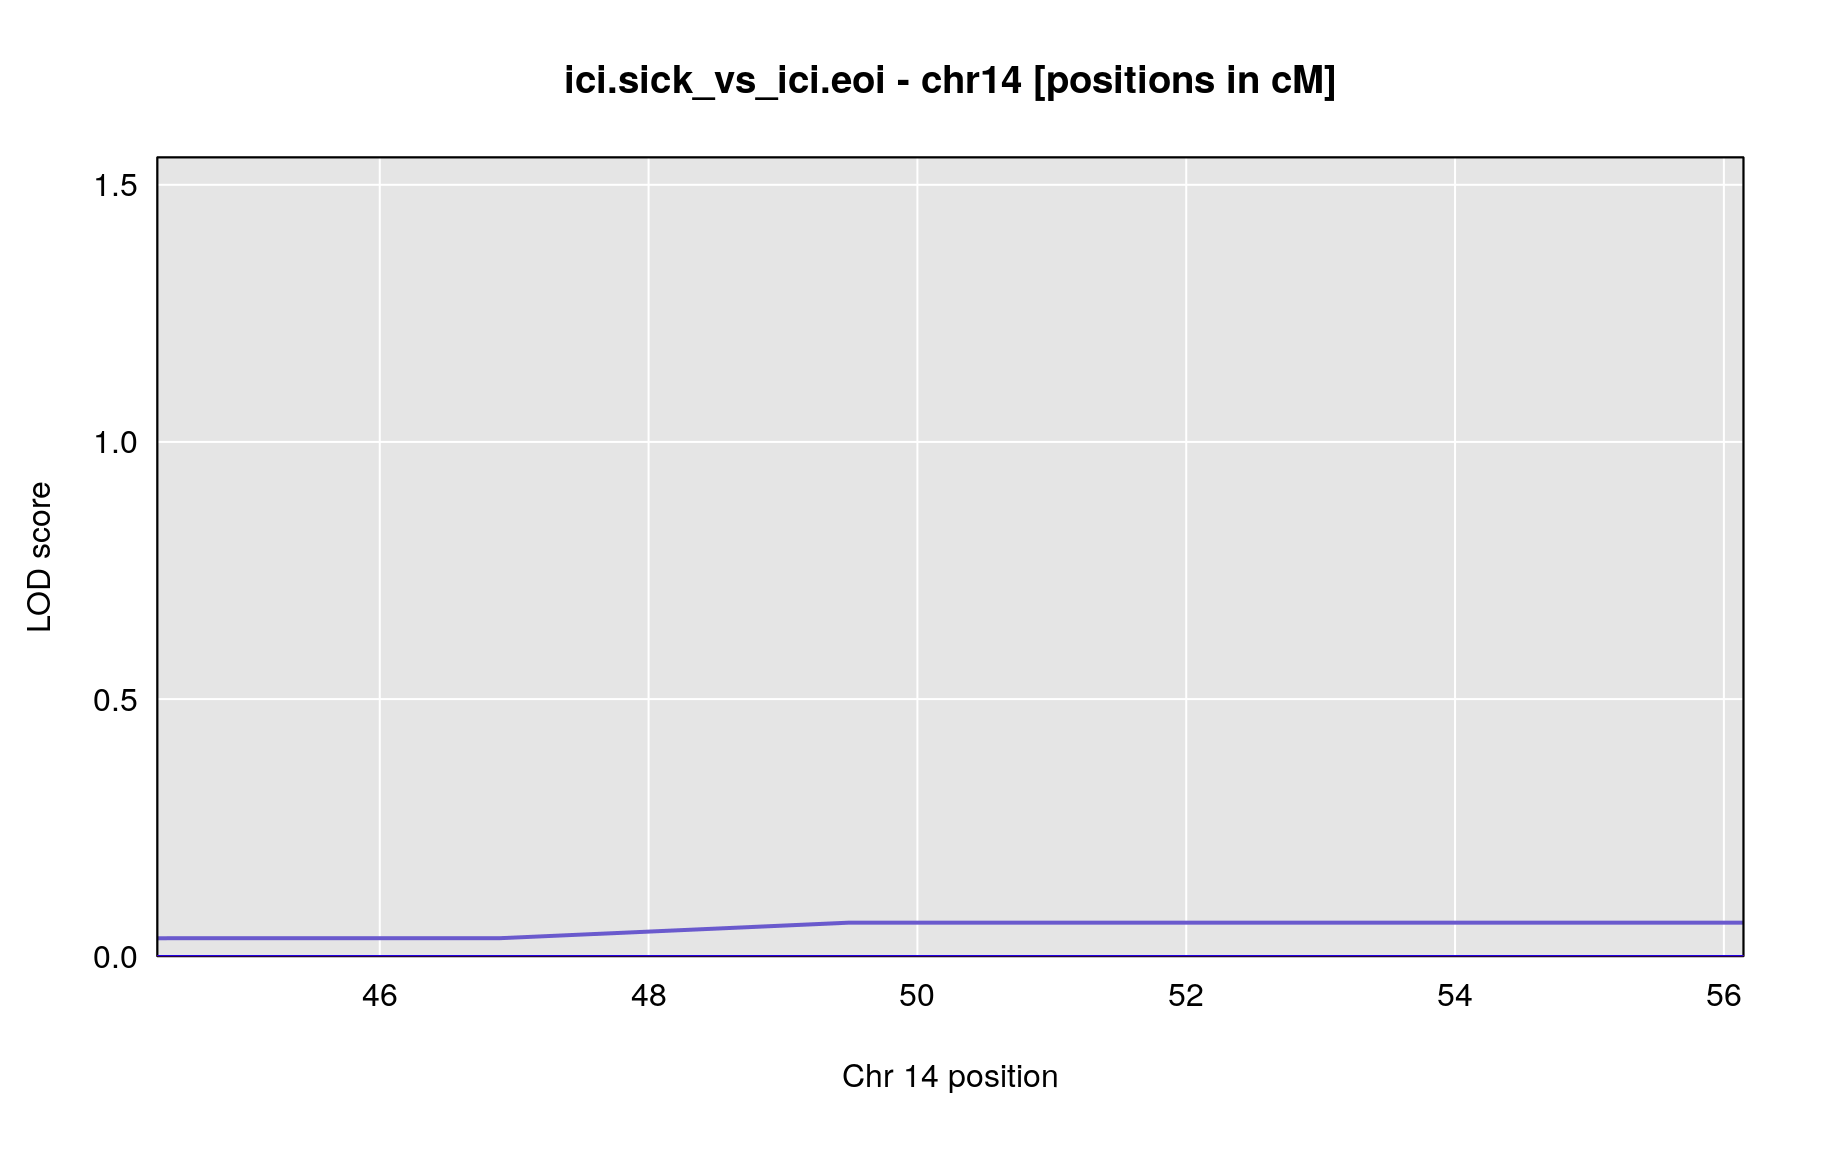 ici.sick_vs_ici.eoi - chr14 [positions in cM]
1.5
1.0
0.5
0.0
LOD score
46 48 50 52 54 56
Chr 14 position